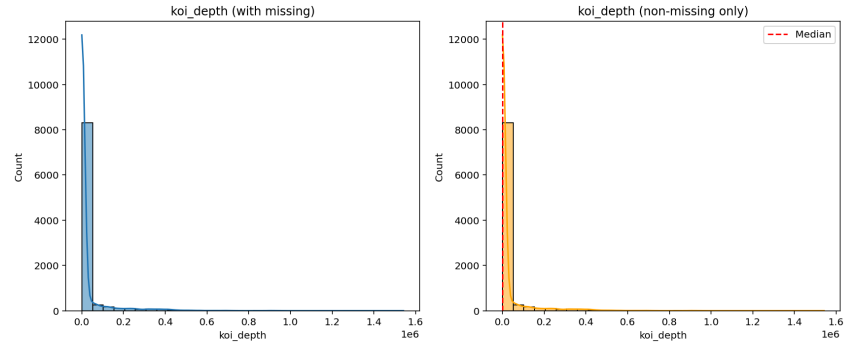 koi_depth (with missing)
12000
10000
8000
6000
4000
2000
0
Count
0.0 0.2 0.4 0.6 0.8 1.0 1.2 1.4 1.6
1e6
koi_depth
koi_depth (non-missing only)
Median
12000
10000
8000
6000
4000
2000
0
Count
0.0 0.2 0.4 0.6 0.8 1.0 1.2 1.4 1.6
1e6
koi_depth